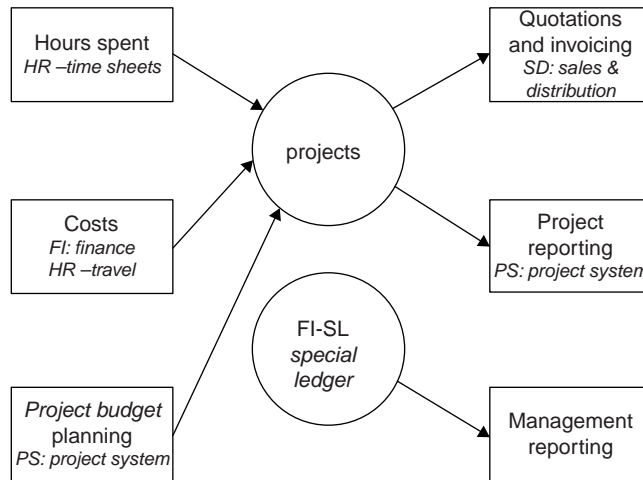 Hours spent
HR –time sheets
Costs
FI: finance
HR –travel
Project budget
planning
PS: project system
projects
FI-SL
special
ledger
Quotations
and invoicing
SD: sales &
distribution
Project
reporting
PS: project system
Management
reporting